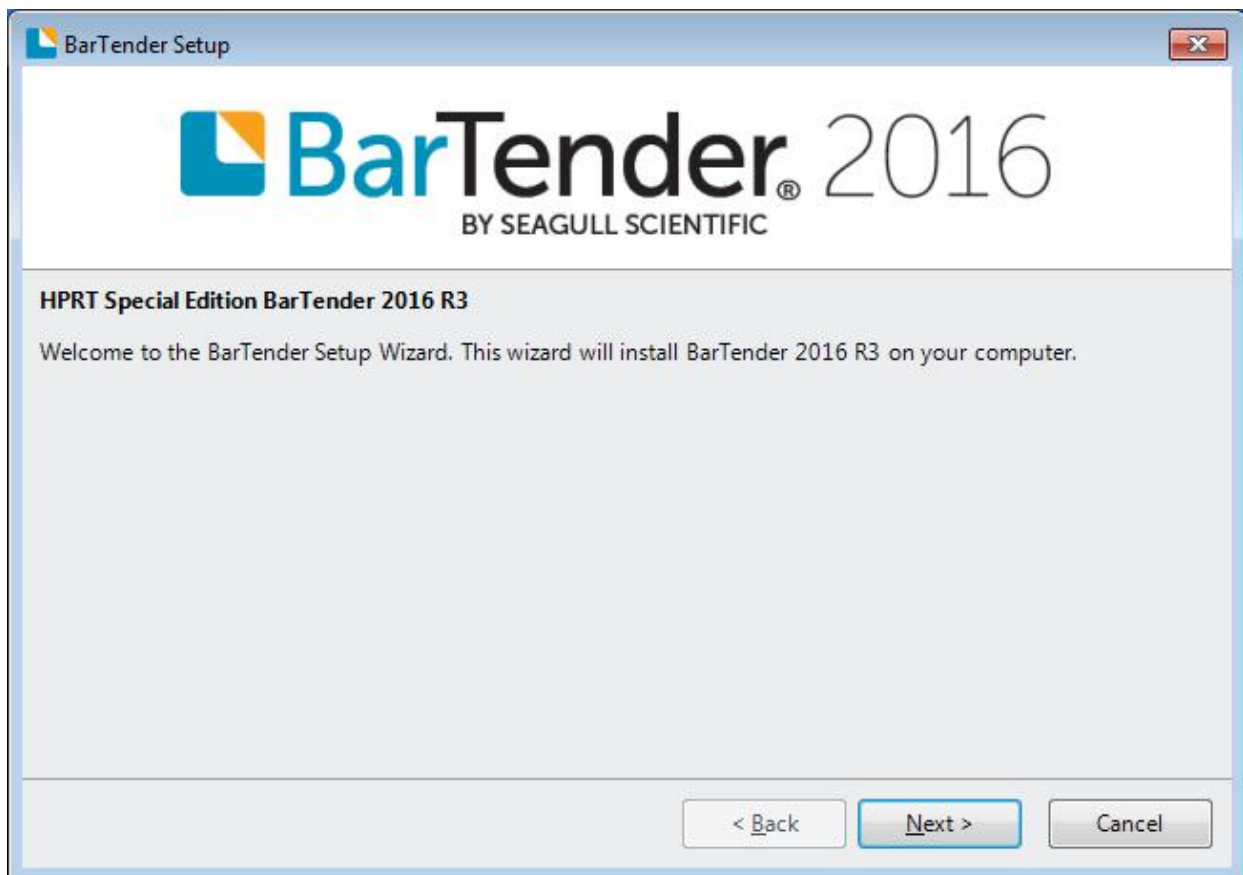 BarTender Setup
BarTender® 2016
BY SEAGULL SCIENTIFIC
HPRT Special Edition BarTender 2016 R3
Welcome to the BarTender Setup Wizard. This wizard will install BarTender 2016 R3 on your computer.
< Back Next > Cancel